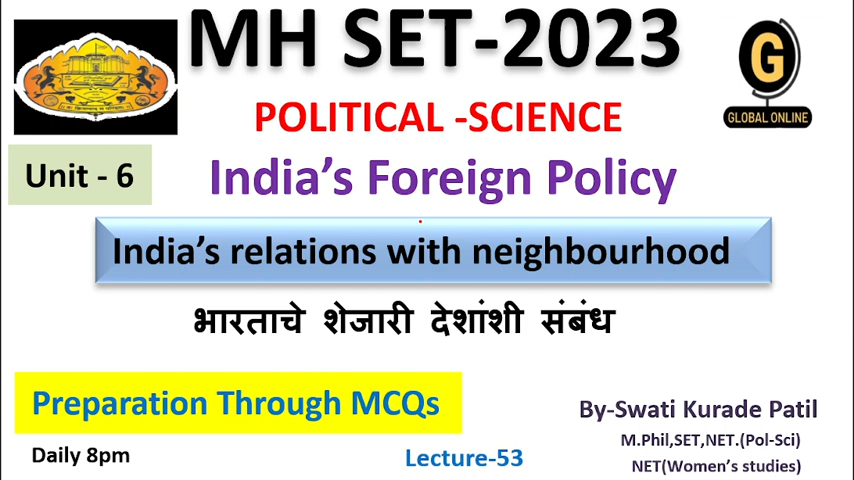 MH SET-2023
G
GLOBAL ONLINE
POLITICAL -SCIENCE
Unit - 6
India's Foreign Policy
India's relations with neighbourhood
भारताचे शेजारी देशांशी संबंध
Preparation Through MCQs
By-Swati Kurade Patil
M.Phil,SET,NET.(Pol-Sci)
Daily 8pm
Lecture-53
NET(Women's studies)